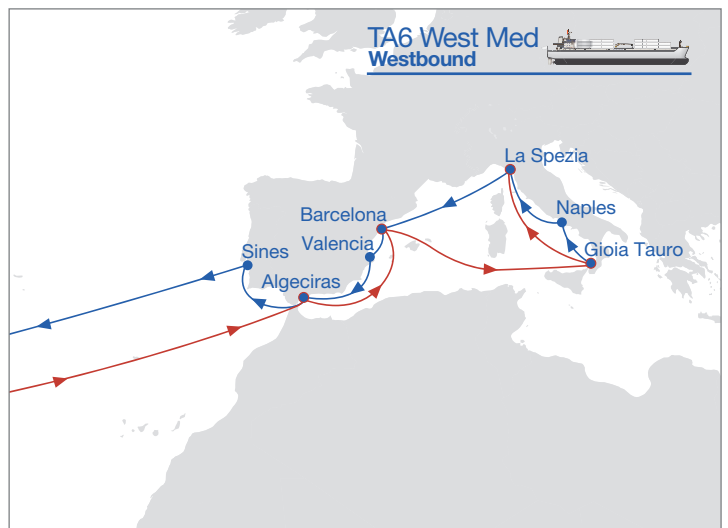 TA6 West Med
Westbound
La Spezia
Naples
Barcelona
Valencia
Sines
Gioia Tauro
Algeciras